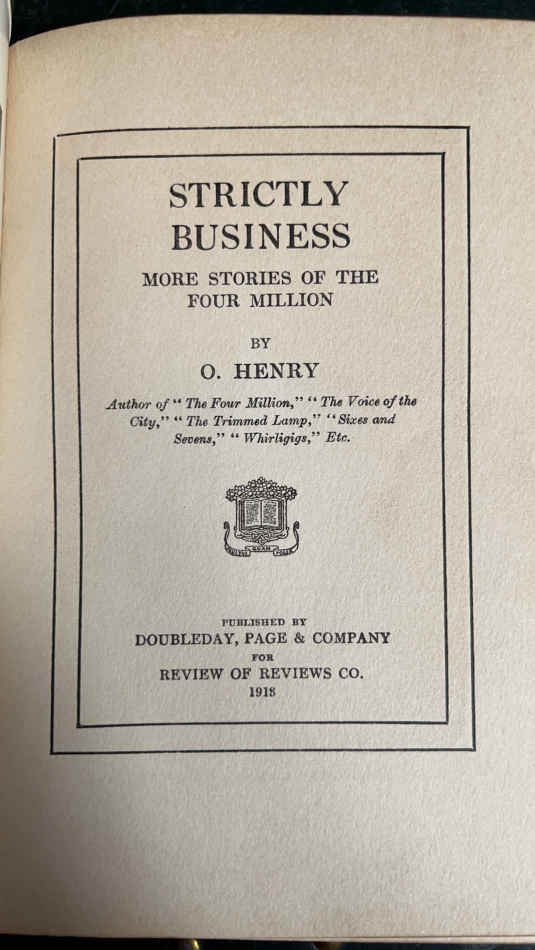 STRICTLY
BUSINESS
MORE STORIES OF THE
FOUR MILLION
BY
O. HENRY
Author of “ The Four Million,” “ The Voice of the
City,” “ The Trimmed Lamp,” “ Sixes and
Sevens,” “ Whirligigs,” Etc.
PUBLISHED BY
DOUBLEDAY, PAGE & COMPANY
FOR
REVIEW OF REVIEWS CO.
1918